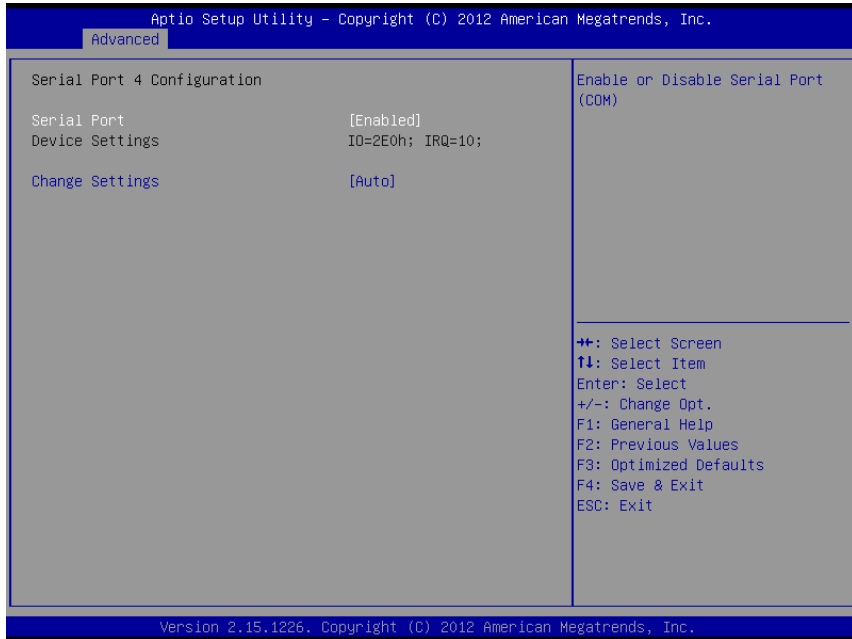 Aptio Setup Utility – Copyright (C) 2012 American Megatrends, Inc.
Advanced
Serial Port 4 Configuration
Serial Port [Enabled]
Device Settings IO=2E0h; IRQ=10;
Change Settings [Auto]
Enable or Disable Serial Port
(COM)
→←: Select Screen
↑↓: Select Item
Enter: Select
+/-: Change Opt.
F1: General Help
F2: Previous Values
F3: Optimized Defaults
F4: Save & Exit
ESC: Exit
Version 2.15.1226. Copyright (C) 2012 American Megatrends, Inc.